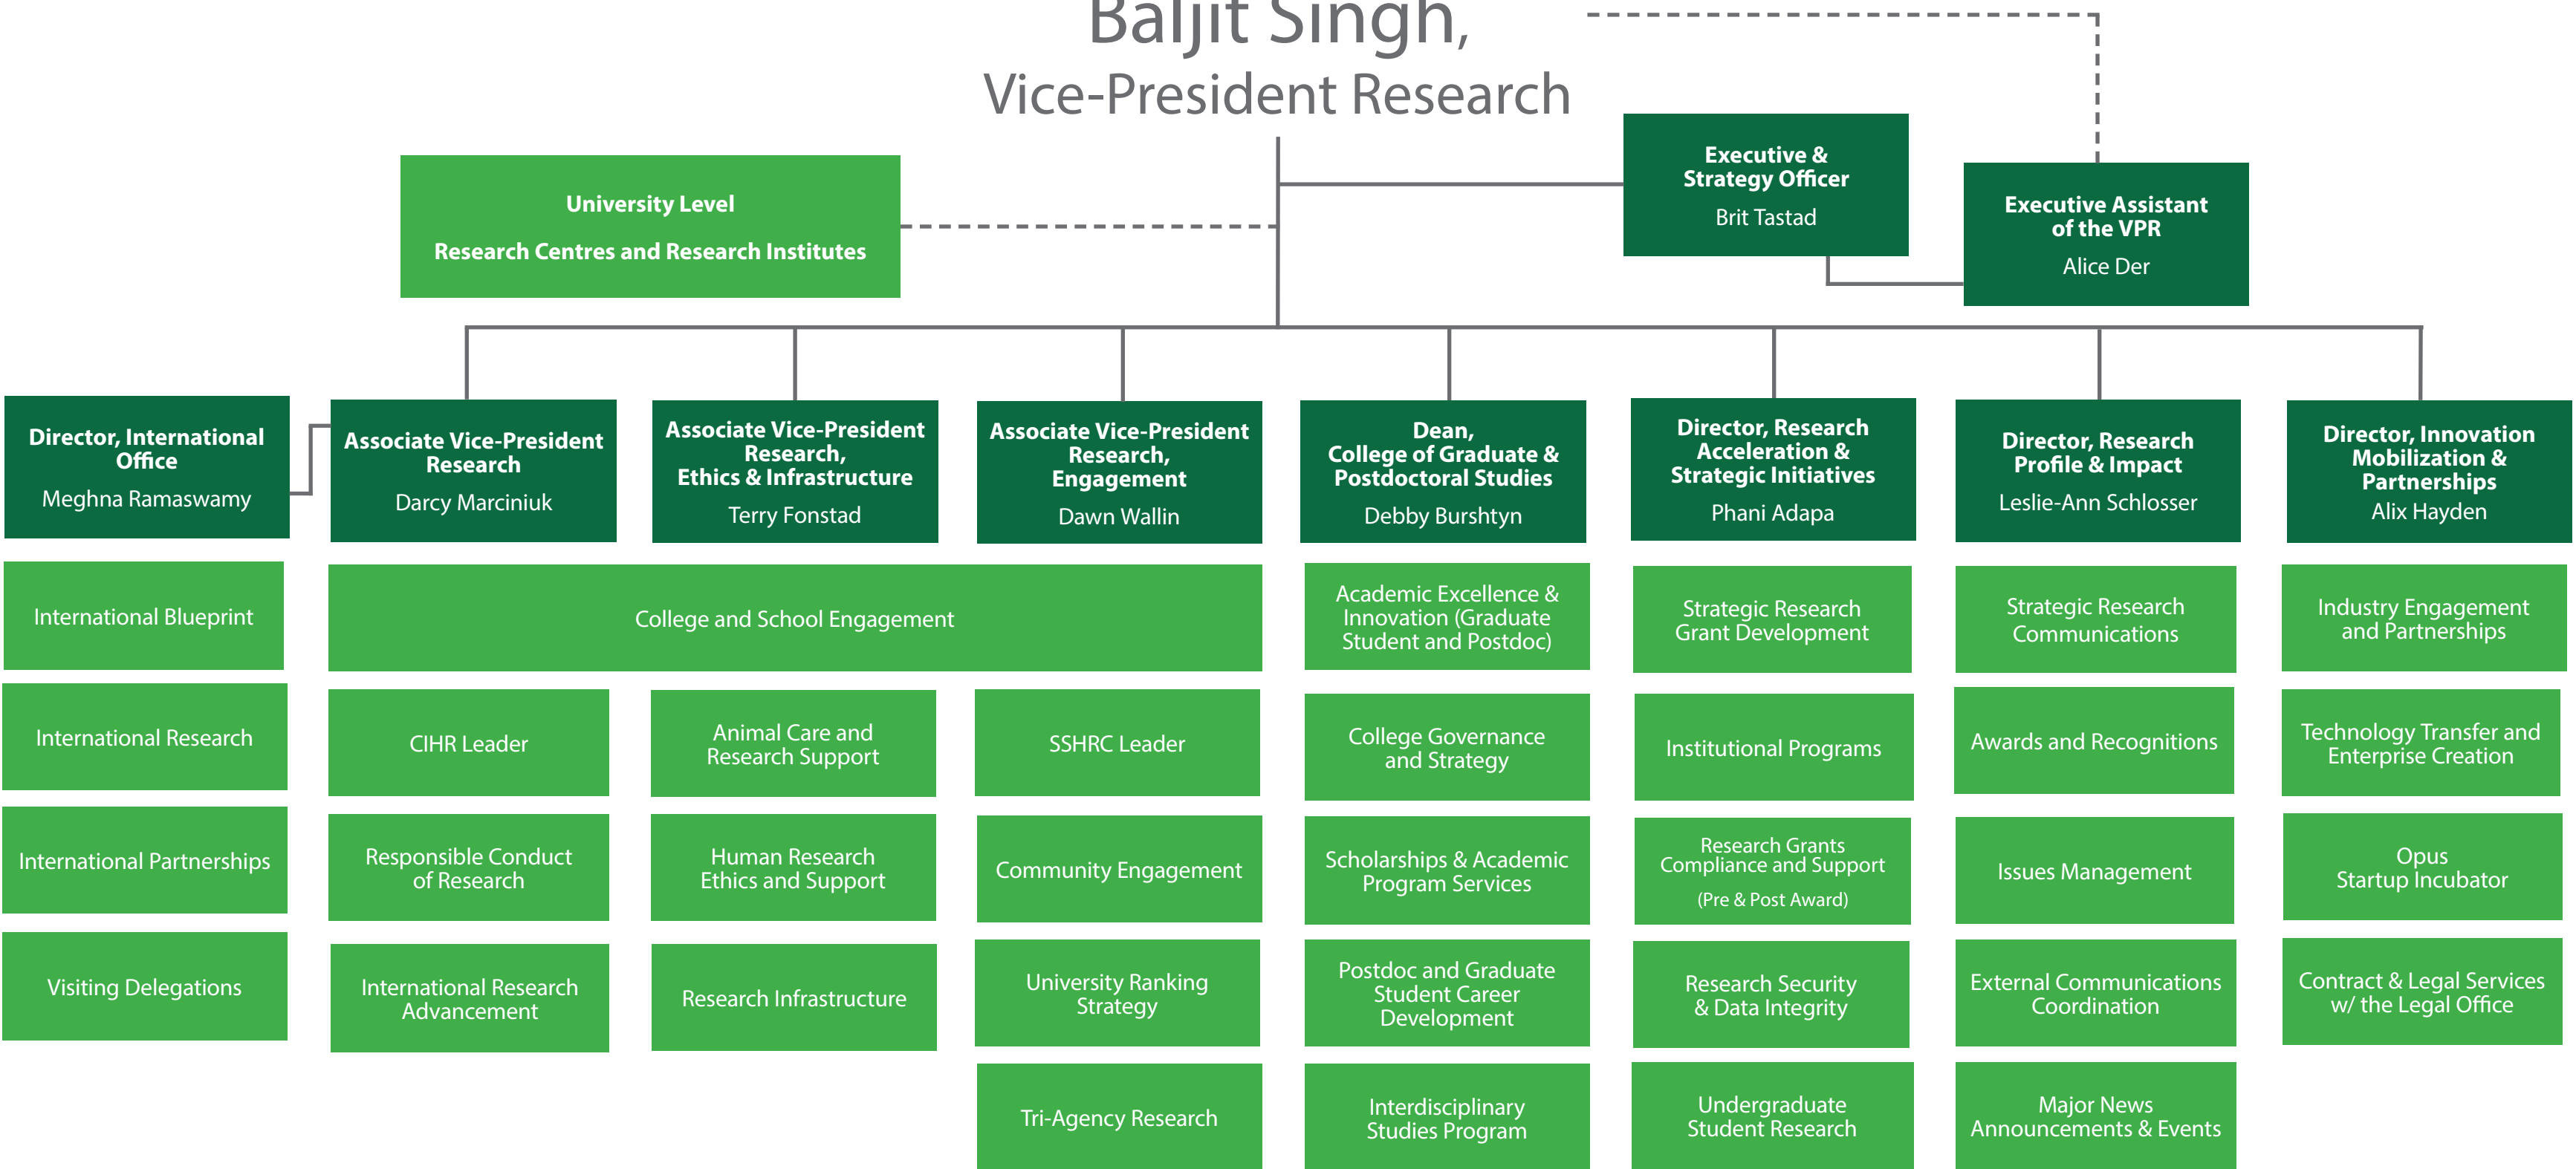 Baljit Singh,
Vice-President Research
University Level
Research Centres and Research Institutes
Executive &
Strategy Officer
Brit Tastad
Executive Assistant
of the VPR
Alice Der
Director, International
Office
Meghna Ramaswamy
Associate Vice-President
Research
Darcy Marciniuk
Associate Vice-President
Research,
Ethics & Infrastructure
Terry Fonstad
Associate Vice-President
Research,
Engagement
Dawn Wallin
Dean,
College of Graduate &
Postdoctoral Studies
Debby Burshtyn
Director, Research
Acceleration &
Strategic Initiatives
Phani Adapa
Director, Research
Profile & Impact
Leslie-Ann Schlosser
Director, Innovation
Mobilization &
Partnerships
Alix Hayden
International Blueprint
College and School Engagement
Academic Excellence &
Innovation (Graduate
Student and Postdoc)
Strategic Research
Grant Development
Strategic Research
Communications
Industry Engagement
and Partnerships
International Research
CIHR Leader
Animal Care and
Research Support
SSHRC Leader
College Governance
and Strategy
Institutional Programs
Awards and Recognitions
Technology Transfer and
Enterprise Creation
International Partnerships
Responsible Conduct
of Research
Human Research
Ethics and Support
Community Engagement
Scholarships & Academic
Program Services
Research Grants
Compliance and Support
(Pre & Post Award)
Issues Management
Opus
Startup Incubator
Visiting Delegations
International Research
Advancement
Research Infrastructure
University Ranking
Strategy
Postdoc and Graduate
Student Career
Development
Research Security
& Data Integrity
External Communications
Coordination
Contract & Legal Services
w/ the Legal Office
Tri-Agency Research
Interdisciplinary
Studies Program
Undergraduate
Student Research
Major News
Announcements & Events